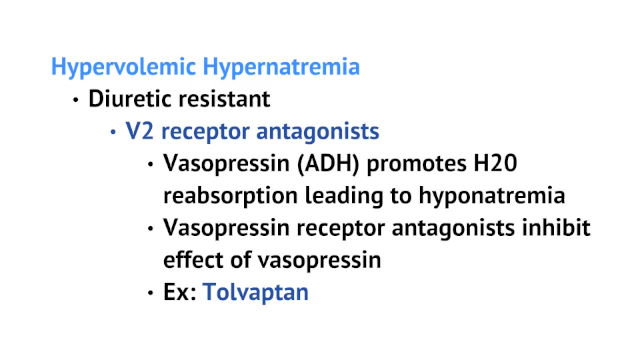 Hypervolemic Hypernatremia
• Diuretic resistant
• V2 receptor antagonists
• Vasopressin (ADH) promotes H20
reabsorption leading to hyponatremia
• Vasopressin receptor antagonists inhibit
effect of vasopressin
• Ex: Tolvaptan